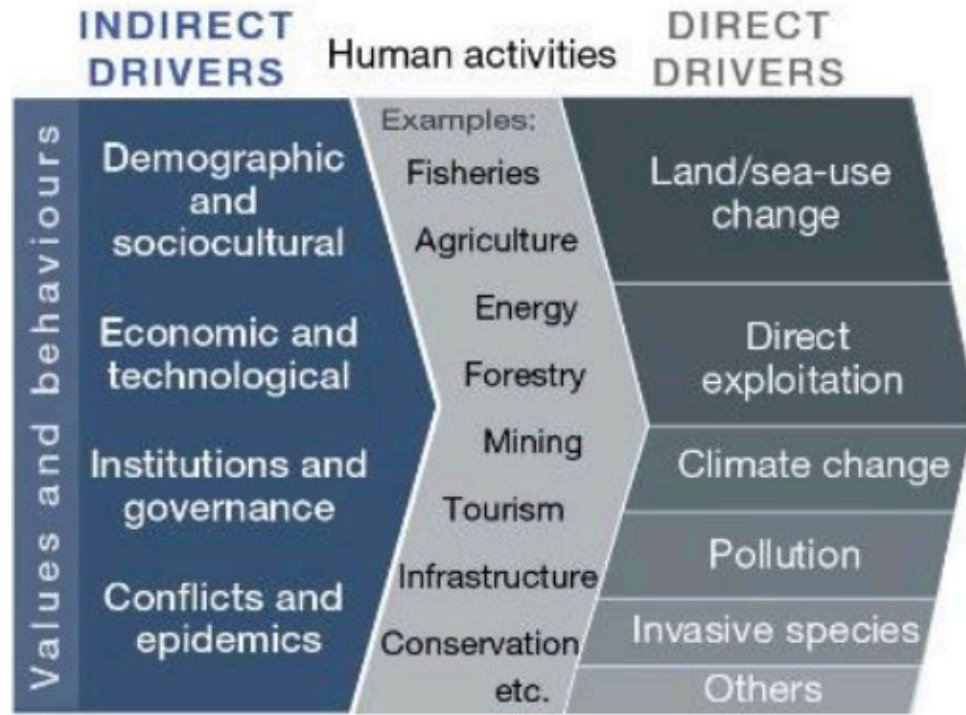 INDIRECT
DRIVERS
Human activities
DIRECT
DRIVERS
Values and behaviours
Demographic
and
sociocultural
Economic and
technological
Institutions and
governance
Conflicts and
epidemics
Examples:
Fisheries
Agriculture
Energy
Forestry
Mining
Tourism
Infrastructure
Conservation
etc.
Land/sea-use
change
Direct
exploitation
Climate change
Pollution
Invasive species
Others